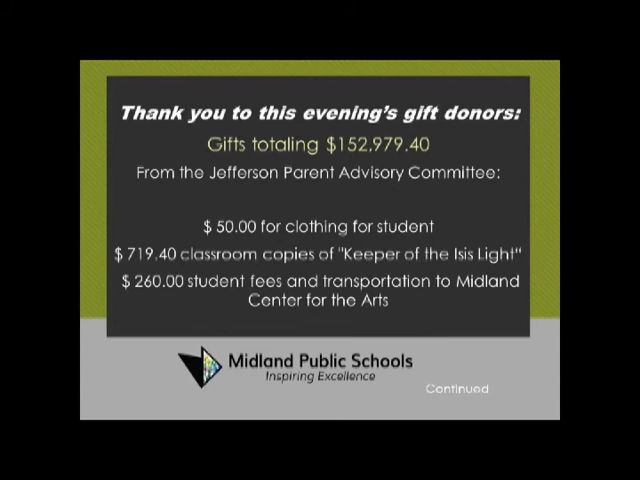 Thank you to this evening's gift donors:
Gifts totaling $152,979.40
From the Jefferson Parent Advisory Committee:
$ 50.00 for clothing for student
$ 719.40 classroom copies of "Keeper of the Isis Light"
$ 260.00 student fees and transportation to Midland
Center for the Arts
Midland Public Schools
Inspiring Excellence
Continued